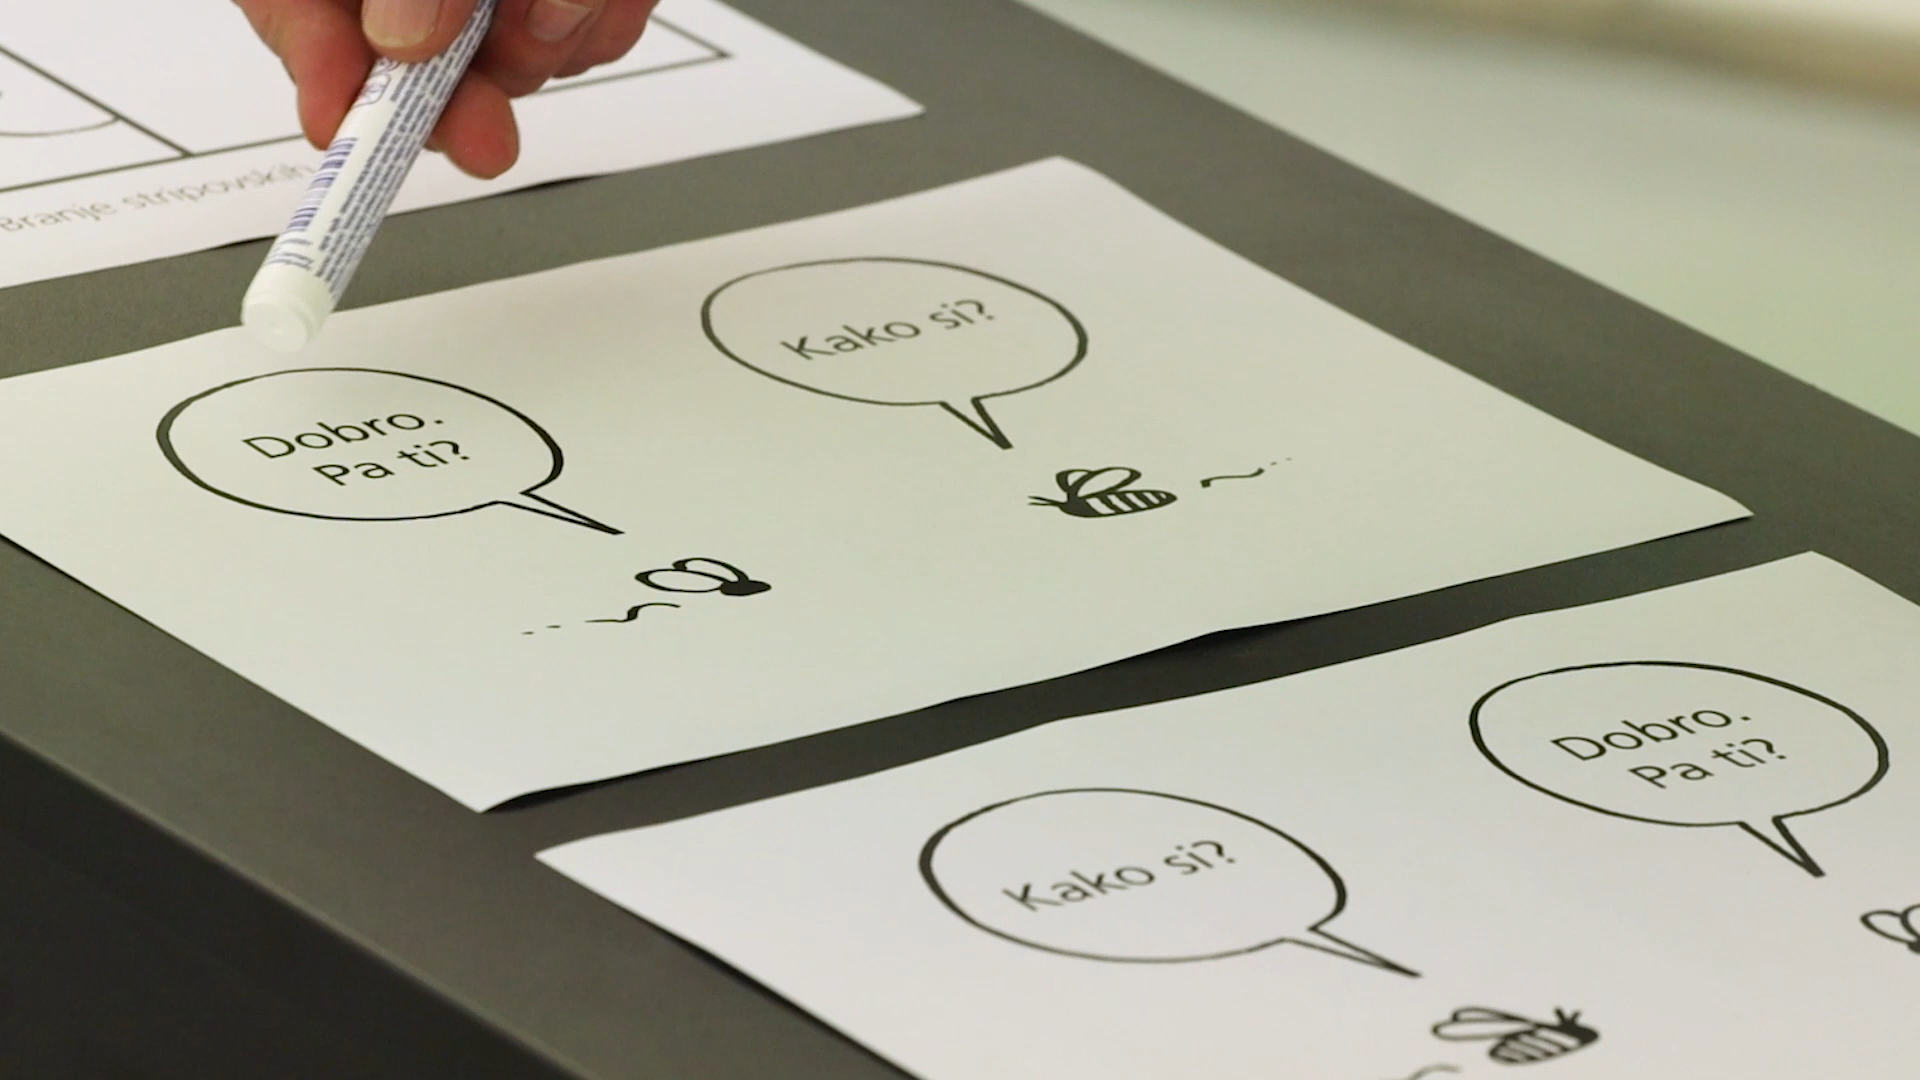 Branje stripovskih
Dobro.
Pa ti?
Kako si?
Kako si?
Dobro.
Pa ti?